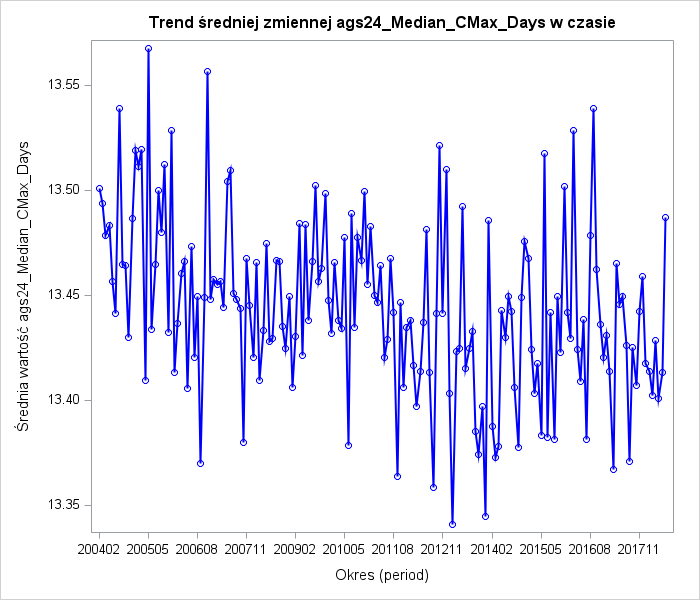 Trend średniej zmiennej ags24_Median_CMax_Days w czasie
Średnia wartość ags24_Median_CMax_Days
13.55
13.50
13.45
13.40
13.35
200402 200505 200608 200711 200902 201005 201108 201211 201402 201505 201608 201711
Okres (period)